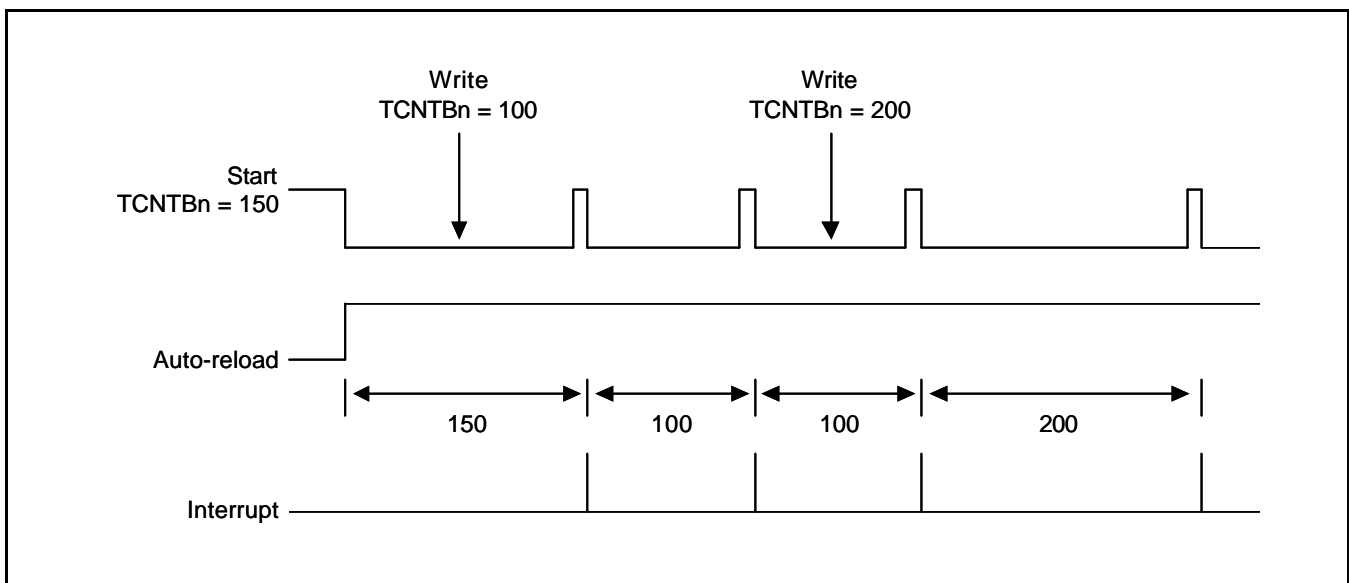 Write
TCNTBn = 100
Write
TCNTBn = 200
Start
TCNTBn = 150
Auto-reload
150
100
100
200
Interrupt